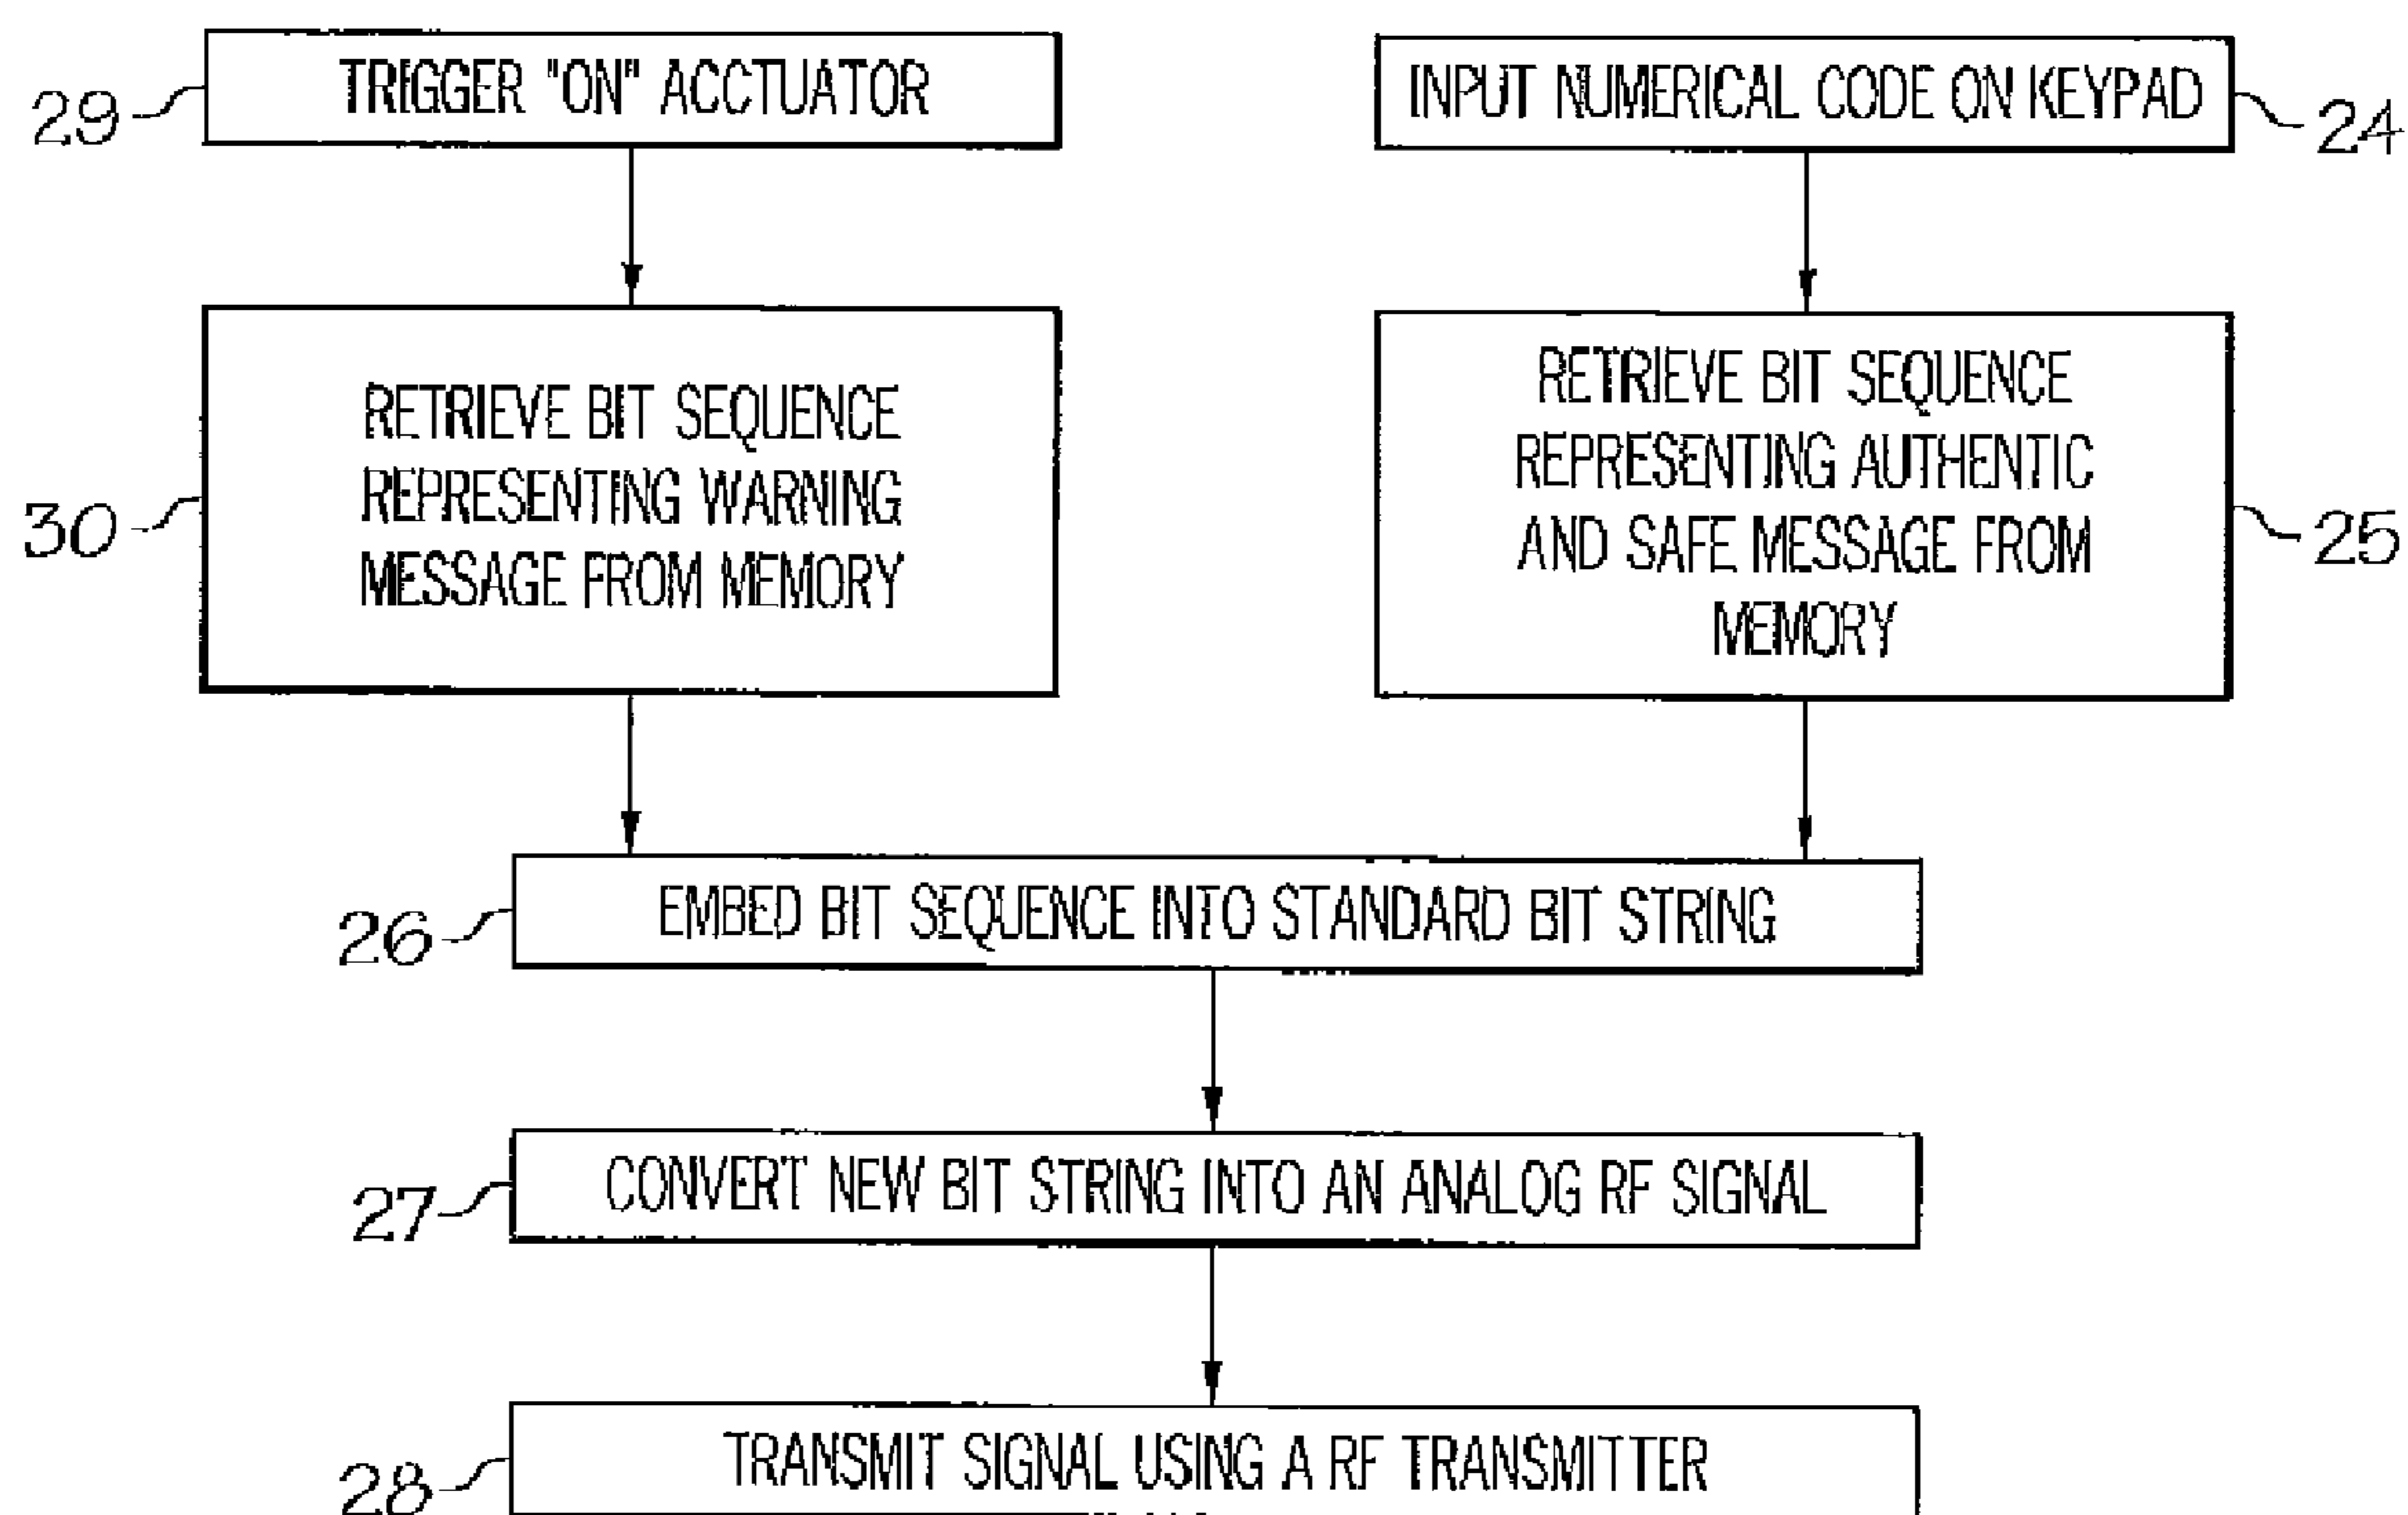 TRIGGER "ON" ACCTUATOR
29
INPUT NUMERICAL CODE ON KEYPAD
24
RETRIEVE BIT SEQUENCE
REPRESENTING WARNING
MESSAGE FROM MEMORY
30
RETRIEVE BIT SEQUENCE
REPRESENTING AUTHENTIC
AND SAFE MESSAGE FROM
MEMORY
25
EMBED BIT SEQUENCE INTO STANDARD BIT STRING
26
CONVERT NEW BIT STRING INTO AN ANALOG RF SIGNAL
27
TRANSMIT SIGNAL USING A RF TRANSMITTER
28